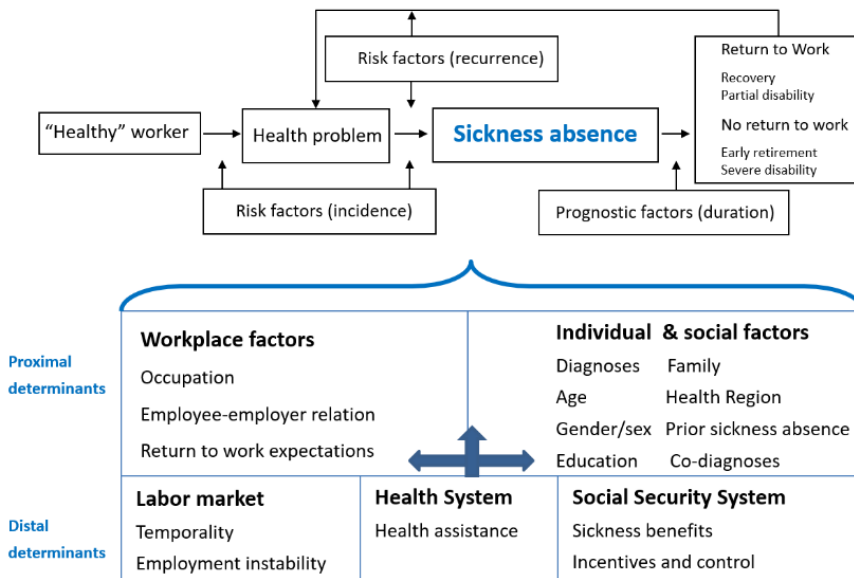 Risk factors (recurrence)
Return to Work
Recovery
Partial disability
No return to work
Early retirement
Severe disability
“Healthy” worker
Health problem
Sickness absence
Risk factors (incidence)
Prognostic factors (duration)
Proximal
determinants
Workplace factors
Occupation
Employee-employer relation
Return to work expectations
Individual & social factors
Diagnoses Family
Age Health Region
Gender/sex Prior sickness absence
Education Co-diagnoses
Distal
determinants
Labor market
Temporality
Employment instability
Health System
Health assistance
Social Security System
Sickness benefits
Incentives and control